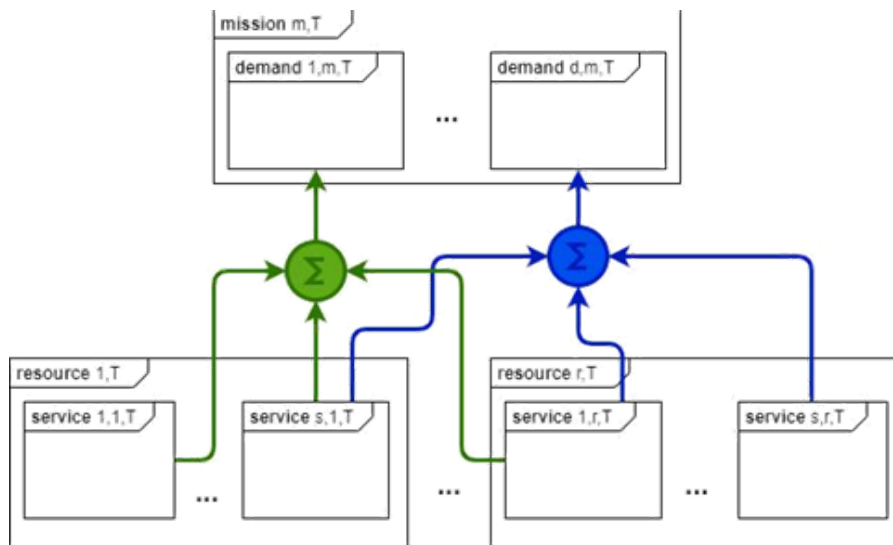 mission m,T
demand 1,m,T
demand d,m,T
...
Σ
Σ
resource 1,T
resource r,T
service 1,1,T
service s,1,T
service 1,r,T
service s,r,T
...
...
...